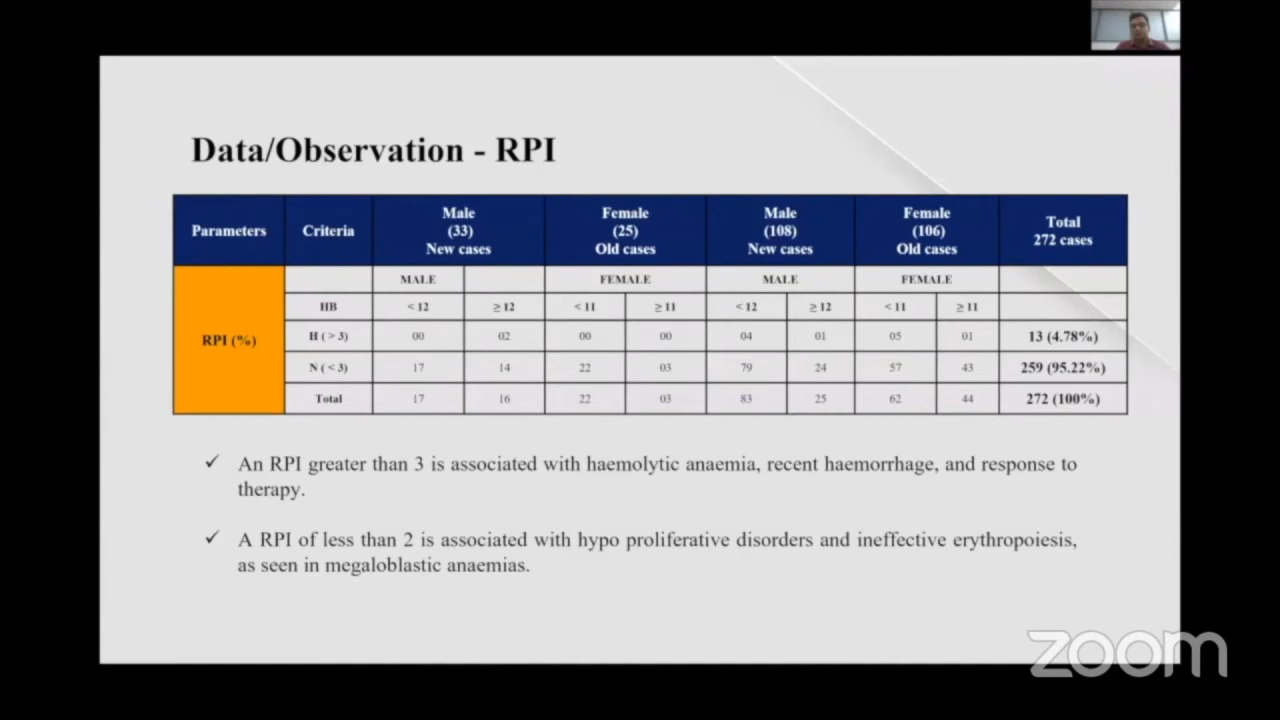 Data/Observation - RPI
Parameters Criteria Male (33) New cases Female (25) Old cases Male (108) New cases Female (106) Old cases Total 272 cases
RPI (%)
MALE FEMALE MALE FEMALE
HB < 12 ≥ 12 < 11 ≥ 11 < 12 ≥ 12 < 11 ≥ 11
H ( > 3) 00 02 00 00 04 01 05 01 13 (4.78%)
N ( < 3) 17 14 22 03 79 24 57 43 259 (95.22%)
Total 17 16 22 03 83 25 62 44 272 (100%)
✓ An RPI greater than 3 is associated with haemolytic anaemia, recent haemorrhage, and response to
therapy.
✓ A RPI of less than 2 is associated with hypo proliferative disorders and ineffective erythropoiesis,
as seen in megaloblastic anaemias.
zoom